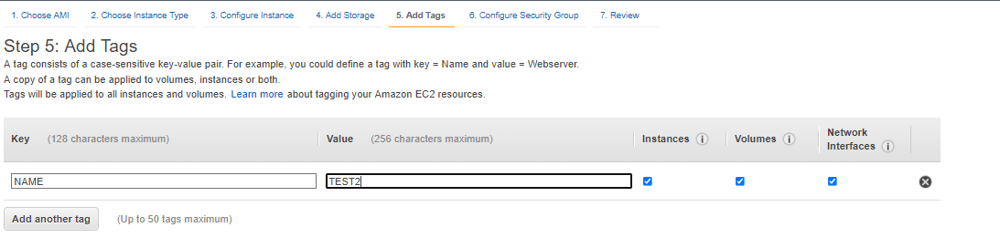 1. Choose AMI 2. Choose Instance Type 3. Configure Instance 4. Add Storage 5. Add Tags 6. Configure Security Group 7. Review
Step 5: Add Tags
A tag consists of a case-sensitive key-value pair. For example, you could define a tag with key = Name and value = Webserver.
A copy of a tag can be applied to volumes, instances or both.
Tags will be applied to all instances and volumes. Learn more about tagging your Amazon EC2 resources.
Key (128 characters maximum) Value (256 characters maximum) Instances i Volumes i Network
Interfaces i
NAME TEST2
Add another tag (Up to 50 tags maximum)